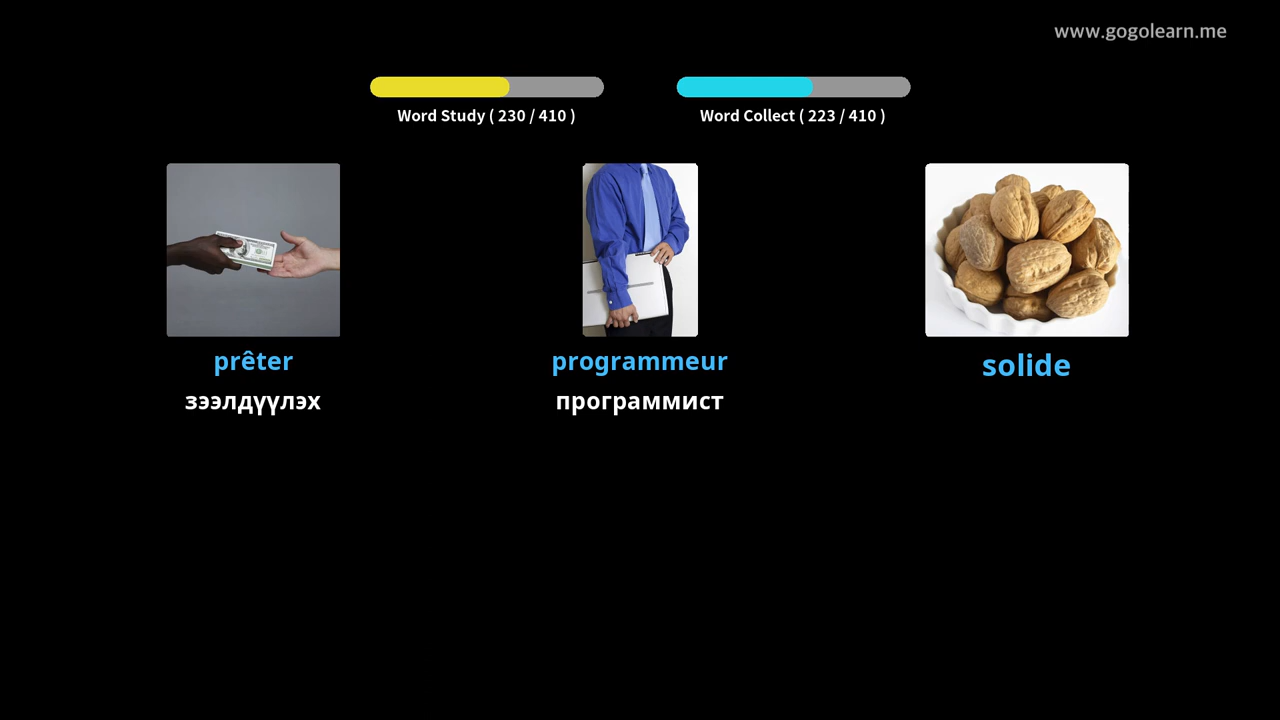 www.gogolearn.me
Word Study ( 230 / 410 )
Word Collect ( 223 / 410 )
prêter
зээлдүүлэх
programmeur
программист
solide